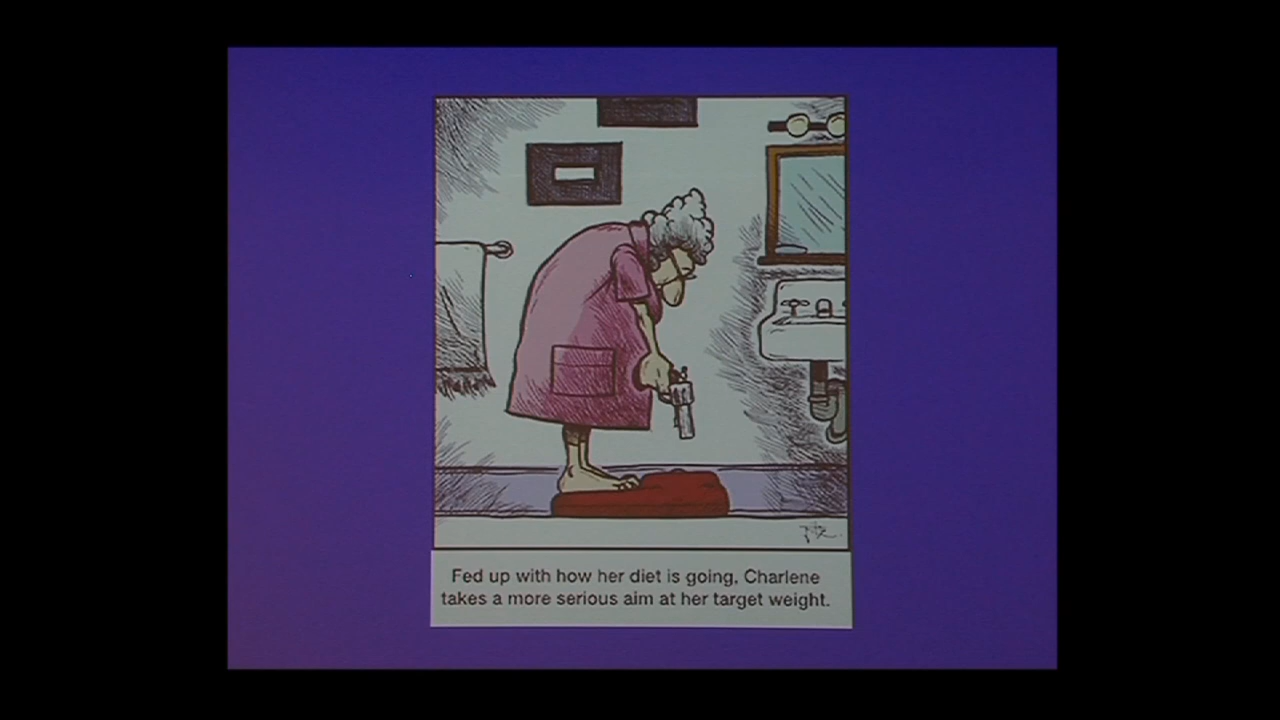 Fed up with how her diet is going, Charlene
takes a more serious aim at her target weight.